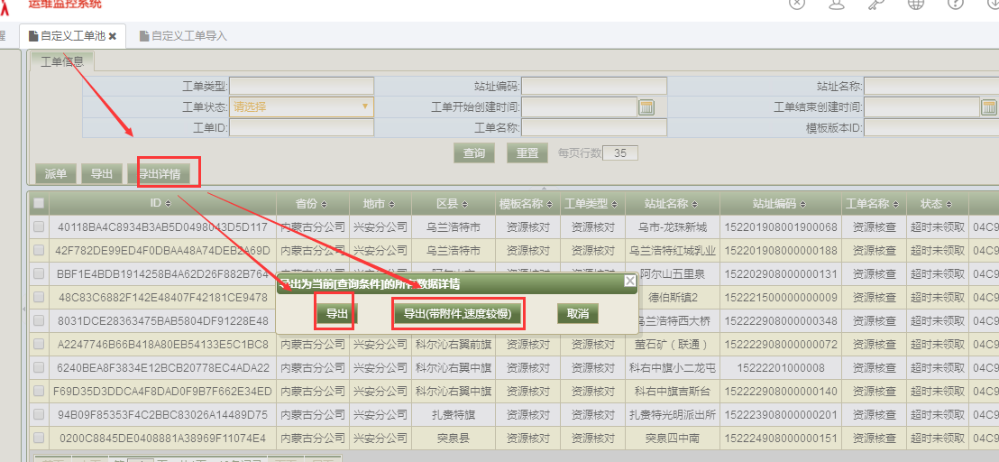 运维监控系统
自定义工单池
自定义工单导入
工单信息
工单类型: 站址编码: 站址名称:
工单状态: 请选择 工单开始创建时间: 工单结束创建时间:
工单ID: 工单名称: 模板版本ID:
查询 重置 每页行数 35
派单 导出 导出详情
ID 省份 地市 区县 模板名称 工单类型 站址名称 站址编码 工单名称 状态
40118BA4C8934B3AB5D0498043D5D117 内蒙古分公司 兴安分公司 乌兰浩特市 资源核对 资源核对 乌市-龙珠新城 152201908001900068 资源核查 超时未领取 04C9
42F782DE99ED4F0DBAA48A74DEB2A69D 内蒙古分公司 兴安分公司 乌兰浩特市 资源核对 资源核对 乌兰浩特红城乳业 152201908000000188 资源核查 超时未领取 04C9
BBF1E4BDB1914258B4A62D26F882B764 内蒙古分公司 兴安分公司 阿尔山市 资源核对 资源核对 阿尔山五里泉 152202908000000131 资源核查 超时未领取 04C9
48C83C6882F142E48407F42181CE9478 德伯斯镇2 152221500000000009 资源核查 超时未领取 04C9
8031DCE28363475BAB5804DF91228E48 乌兰浩特西大桥 152201908000000348 资源核查 超时未领取 04C9
A2247746B66B418A80EB54133E5C1BC8 内蒙古分公司 兴安分公司 科尔沁右翼前旗 资源核对 资源核对 萤石矿（联通） 152222908000000072 资源核查 超时未领取 04C9
6240BEA8F3834E12BCB20778EC4ADA22 内蒙古分公司 兴安分公司 科尔沁右翼中旗 资源核对 资源核对 科右中旗小二龙屯 15222201000008 资源核查 超时未领取 04C9
F69D35D3DDCA4F8DAD0F9B7F662E34ED 内蒙古分公司 兴安分公司 科尔沁右翼中旗 资源核对 资源核对 科右中旗吉斯台 152222908000000140 资源核查 超时未领取 04C9
94B09F85353F4C2BBC83026A14489D75 内蒙古分公司 兴安分公司 扎赉特旗 资源核对 资源核对 扎赉特光明派出所 152223908000000201 资源核查 超时未领取 04C9
0200C8845DE0408881A38969F11074E4 内蒙古分公司 兴安分公司 突泉县 资源核对 资源核对 突泉四中南 152224908000000151 资源核查 超时未领取 04C9
导出为当前[查询条件]的所有数据详情
导出 导出(带附件,速度较慢) 取消